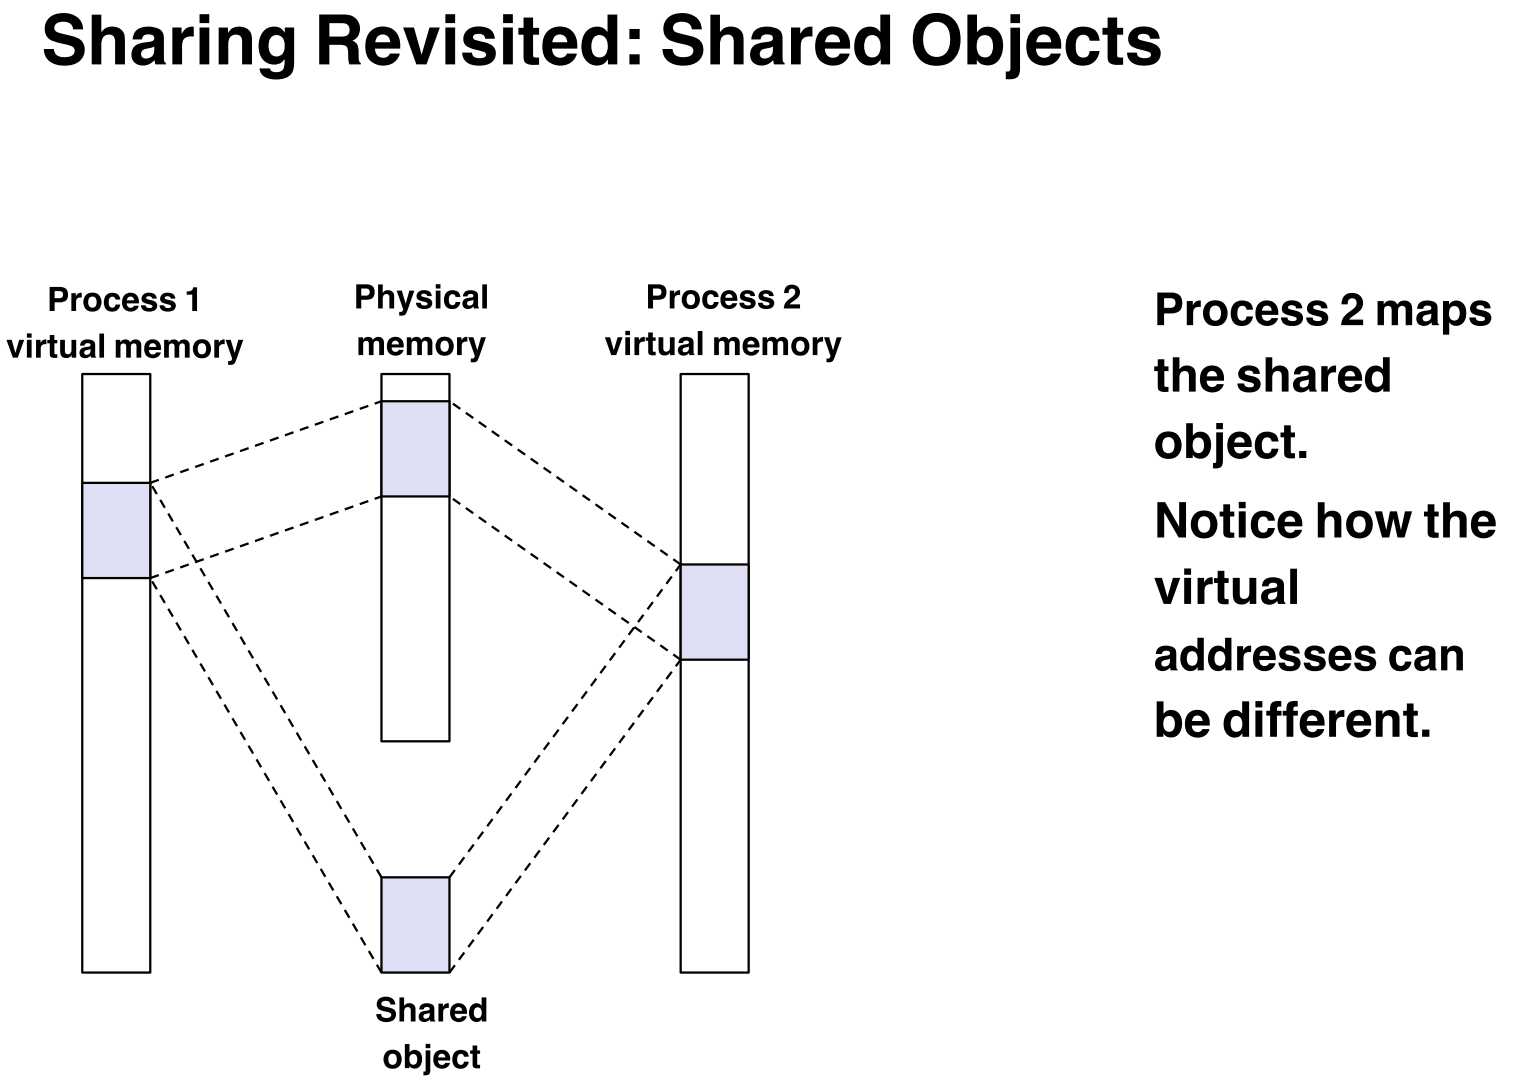 Sharing Revisited: Shared Objects
Process 1
virtual memory
Physical
memory
Process 2
virtual memory
Shared
object
Process 2 maps
the shared
object.
Notice how the
virtual
addresses can
be different.